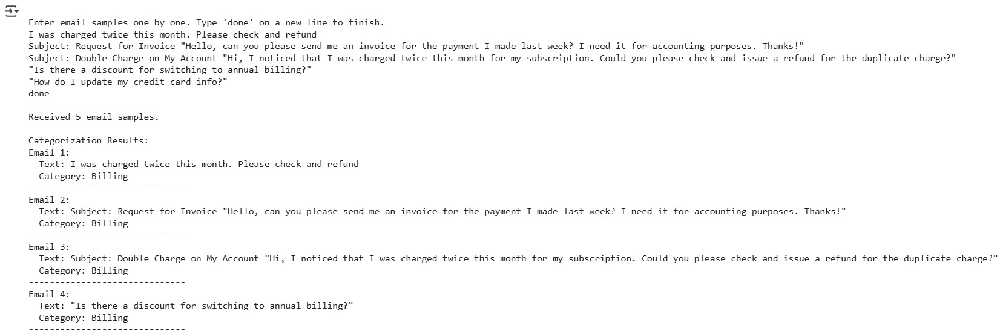 Enter email samples one by one. Type 'done' on a new line to finish.
I was charged twice this month. Please check and refund
Subject: Request for Invoice "Hello, can you please send me an invoice for the payment I made last week? I need it for accounting purposes. Thanks!"
Subject: Double Charge on My Account "Hi, I noticed that I was charged twice this month for my subscription. Could you please check and issue a refund for the duplicate charge?"
"Is there a discount for switching to annual billing?"
"How do I update my credit card info?"
done
Received 5 email samples.
Categorization Results:
Email 1:
Text: I was charged twice this month. Please check and refund
Category: Billing
------------------------------
Email 2:
Text: Subject: Request for Invoice "Hello, can you please send me an invoice for the payment I made last week? I need it for accounting purposes. Thanks!"
Category: Billing
------------------------------
Email 3:
Text: Subject: Double Charge on My Account "Hi, I noticed that I was charged twice this month for my subscription. Could you please check and issue a refund for the duplicate charge?"
Category: Billing
------------------------------
Email 4:
Text: "Is there a discount for switching to annual billing?"
Category: Billing
------------------------------